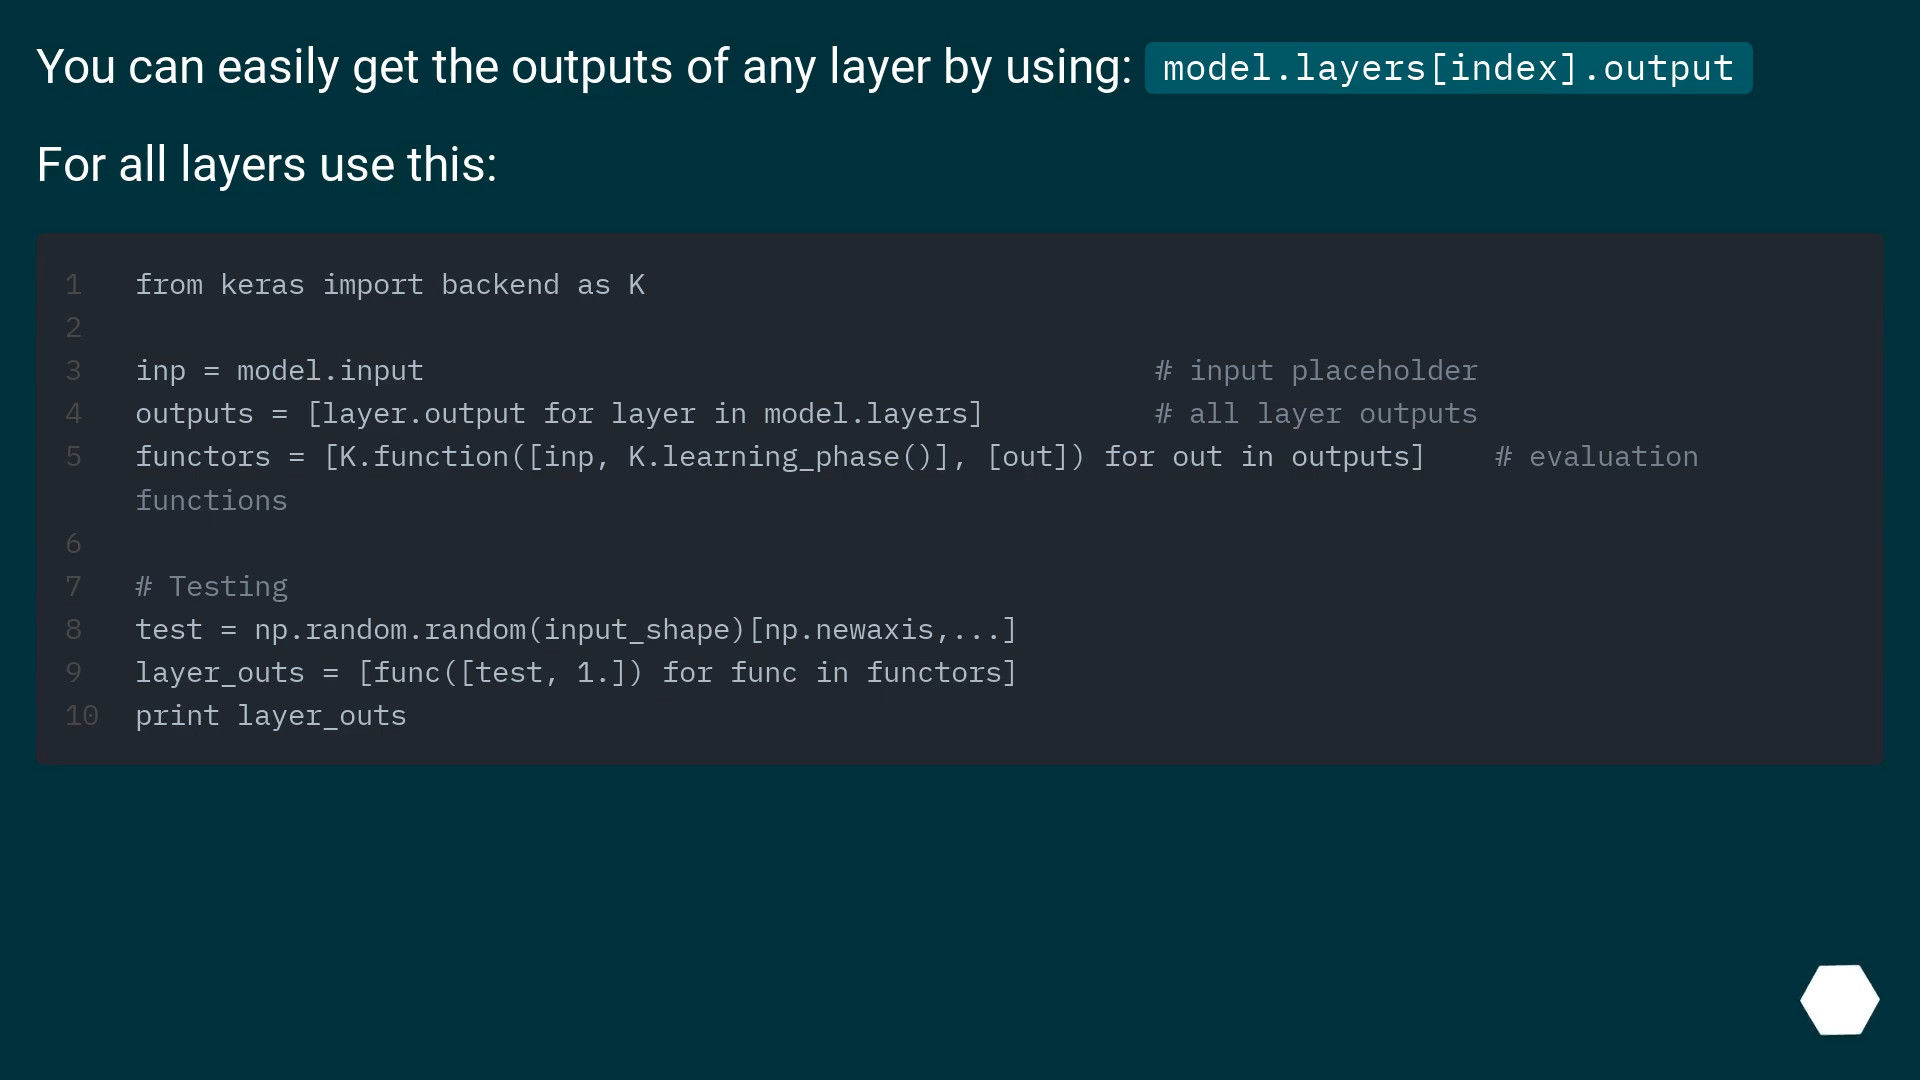 You can easily get the outputs of any layer by using: model.layers[index].output
For all layers use this:
1 from keras import backend as K
2
3 inp = model.input # input placeholder
4 outputs = [layer.output for layer in model.layers] # all layer outputs
5 functors = [K.function([inp, K.learning_phase()], [out]) for out in outputs] # evaluation
functions
6
7 # Testing
8 test = np.random.random(input_shape)[np.newaxis,...]
9 layer_outs = [func([test, 1.]) for func in functors]
10 print layer_outs